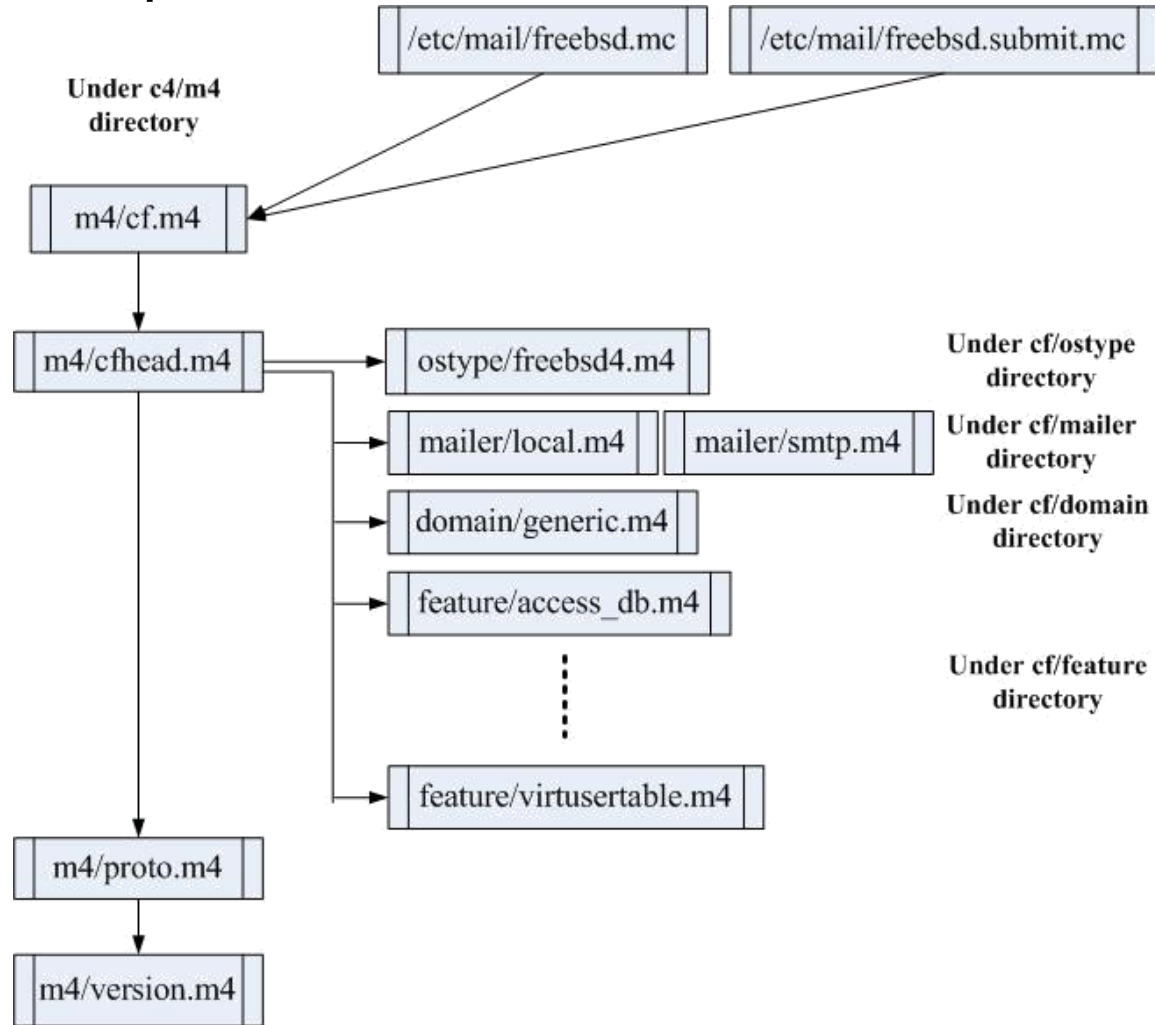 /etc/mail/freebsd.mc
/etc/mail/freebsd.submit.mc
Under c4/m4
directory
m4/cf.m4
m4/cfhead.m4
ostype/freebsd4.m4
Under cf/ostype
directory
mailer/local.m4
mailer/smtp.m4
Under cf/mailer
directory
domain/generic.m4
Under cf/domain
directory
feature/access_db.m4
Under cf/feature
directory
feature/virtusertable.m4
m4/proto.m4
m4/version.m4